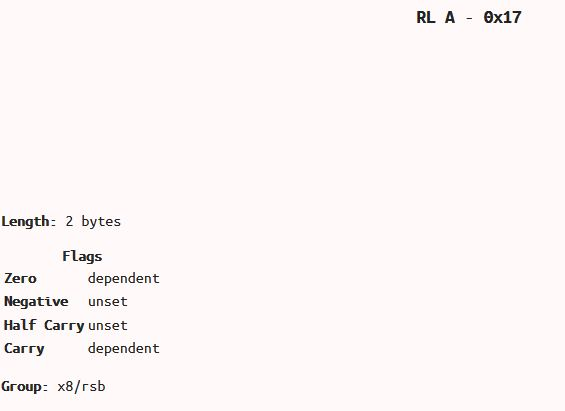 RL A - 0x17
Length: 2 bytes
Flags
Zero dependent
Negative unset
Half Carry unset
Carry dependent
Group: x8/rsb